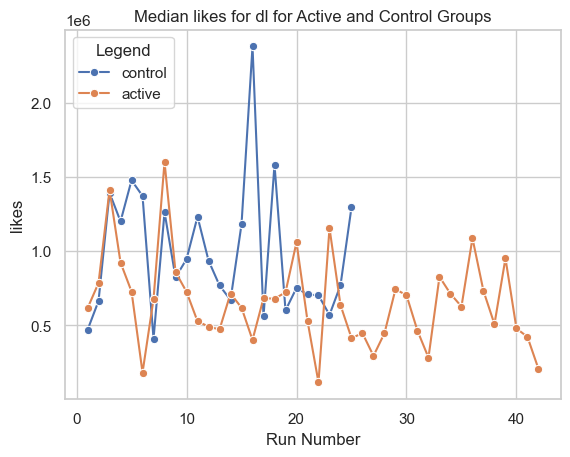 Median likes for dl for Active and Control Groups
1e6
Legend
control
active
2.0
1.5
1.0
0.5
likes
0 10 20 30 40
Run Number